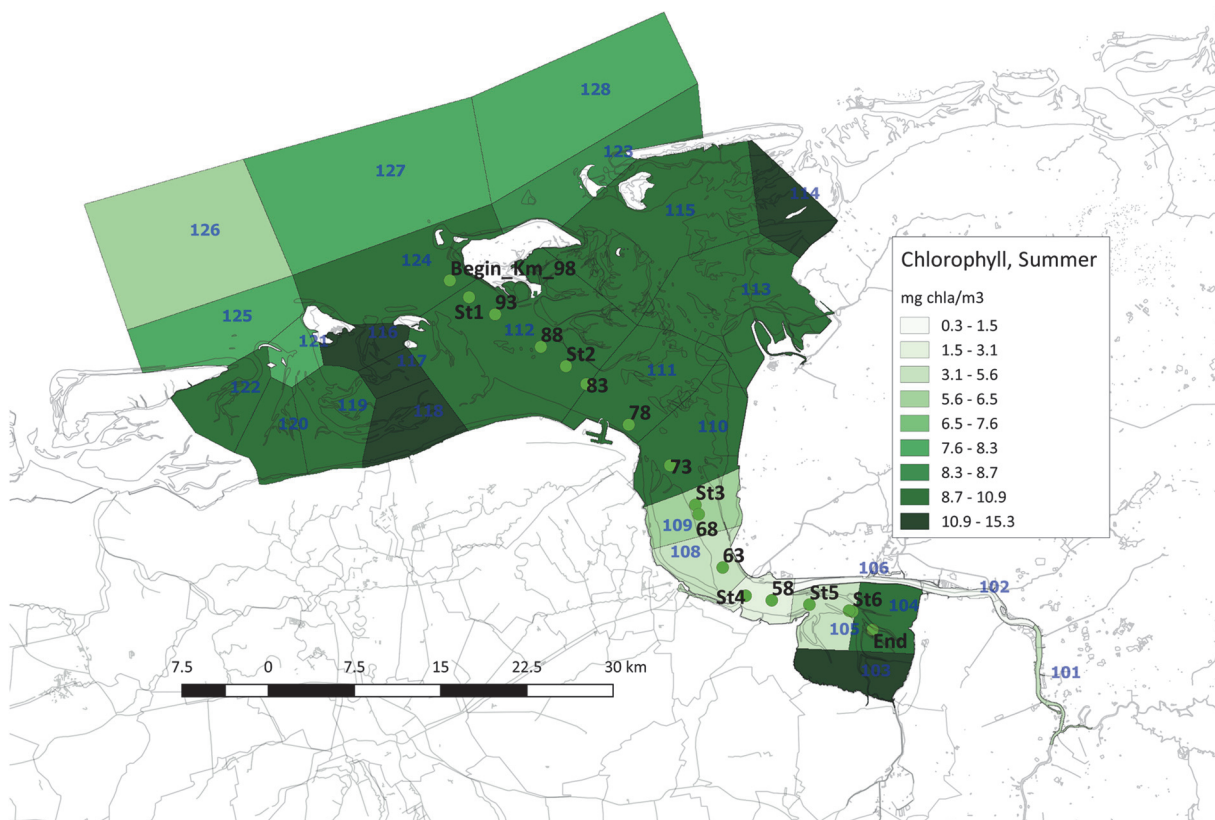 128
123
127
115
114
126
124
Begin_Km_98
113
St1
93
125
112
88
121
116
117
St2
111
122
83
119
118
120
78
110
73
St3
109
68
108
63
106
St4
58
St5
St6
104
102
105
End
103
101
Chlorophyll, Summer
mg chla/m3
0.3 - 1.5
1.5 - 3.1
3.1 - 5.6
5.6 - 6.5
6.5 - 7.6
7.6 - 8.3
8.3 - 8.7
8.7 - 10.9
10.9 - 15.3
7.5 0 7.5 15 22.5 30 km